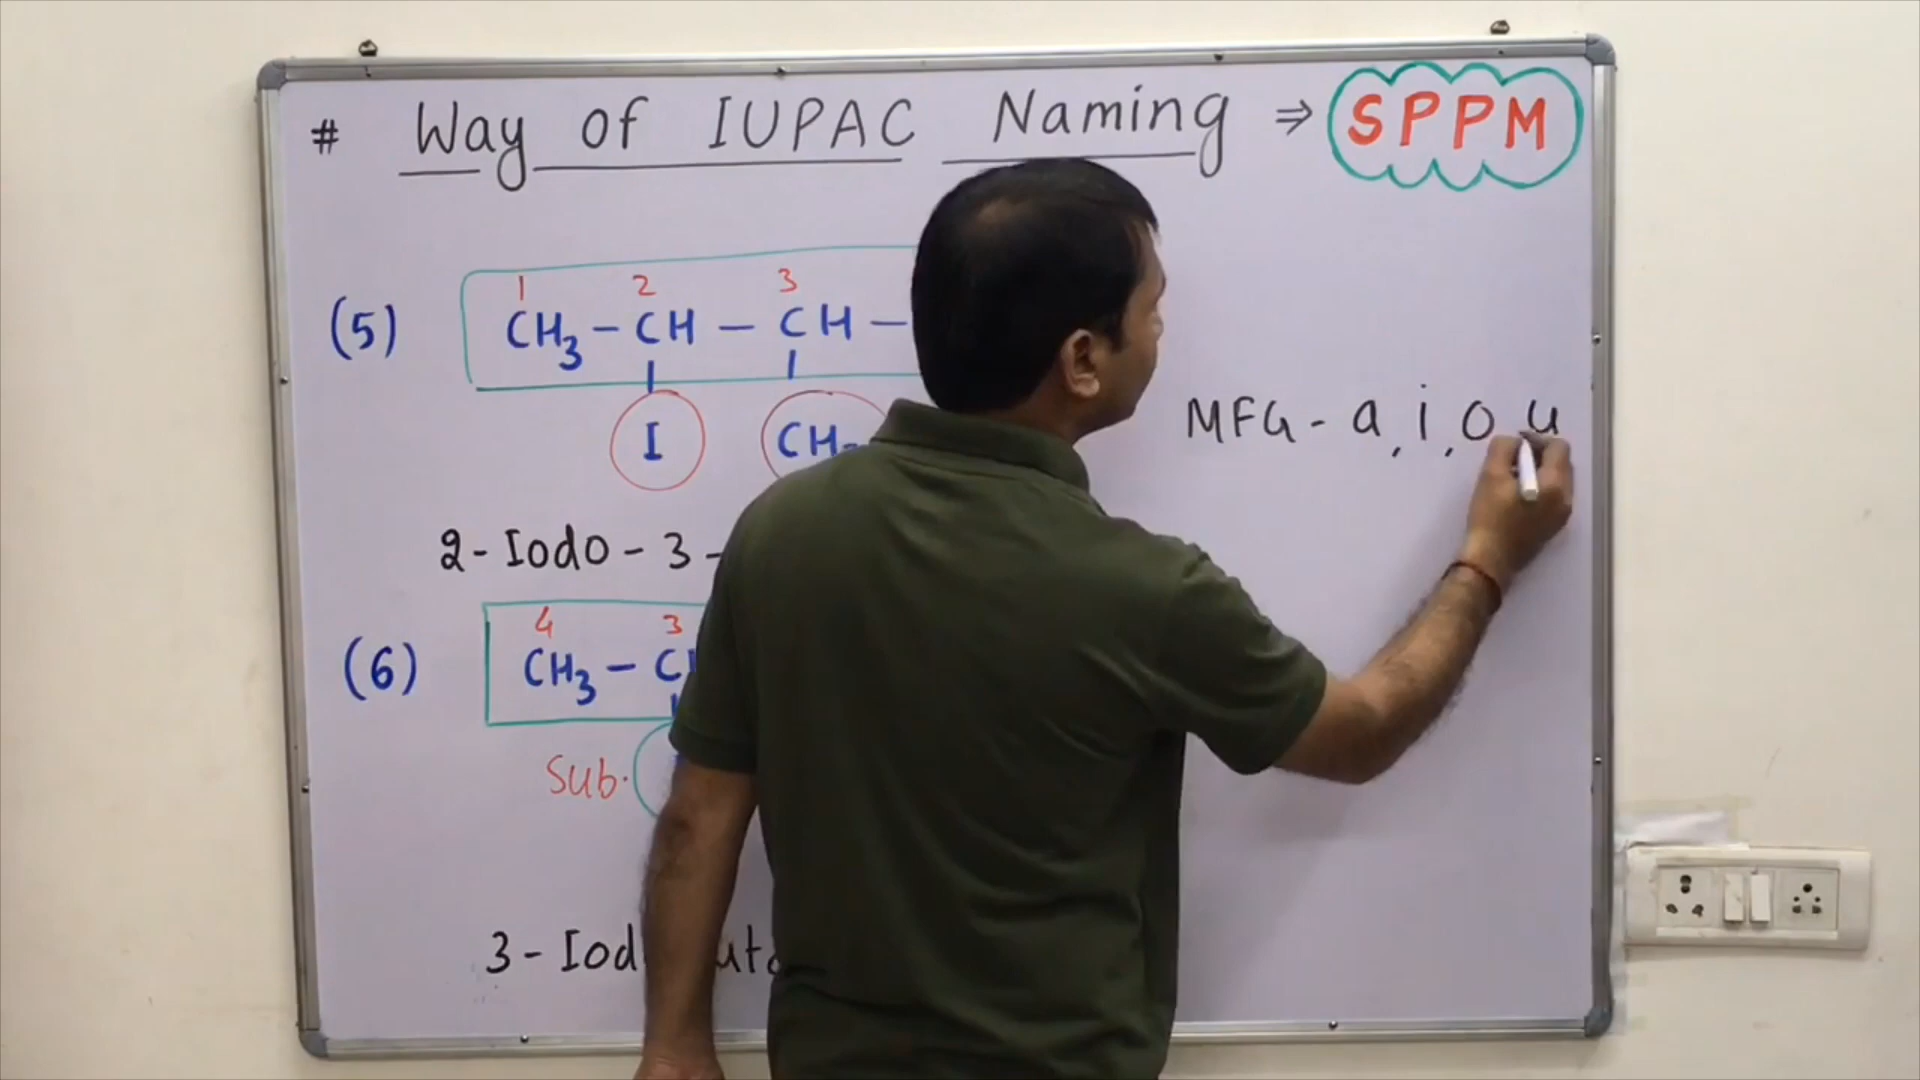 # Way of IUPAC Naming ⇒ SPPM
1 2 3
(5) CH₃ – CH – CH –
I CH
MFG - a, i, o, u
2 - Iodo - 3 -
4 3
(6) CH₃ –
Sub.
3 -